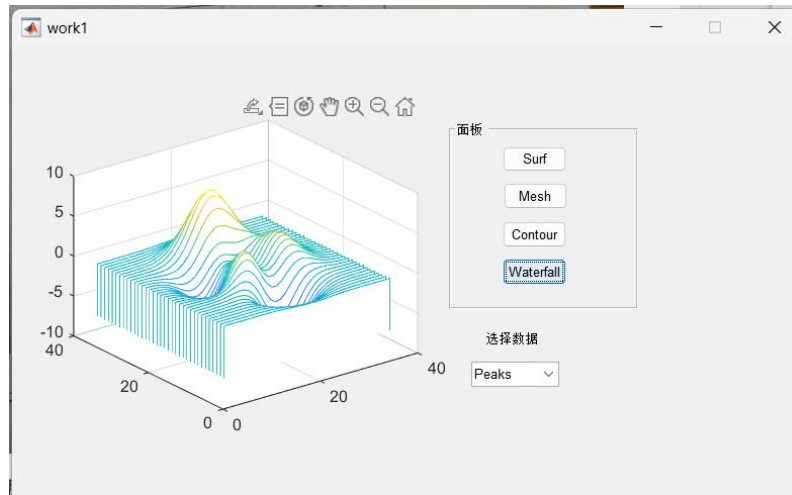 work1
面板
Surf
Mesh
Contour
Waterfall
选择数据
Peaks
10
5
0
-5
-10
40
20
0
0
20
40